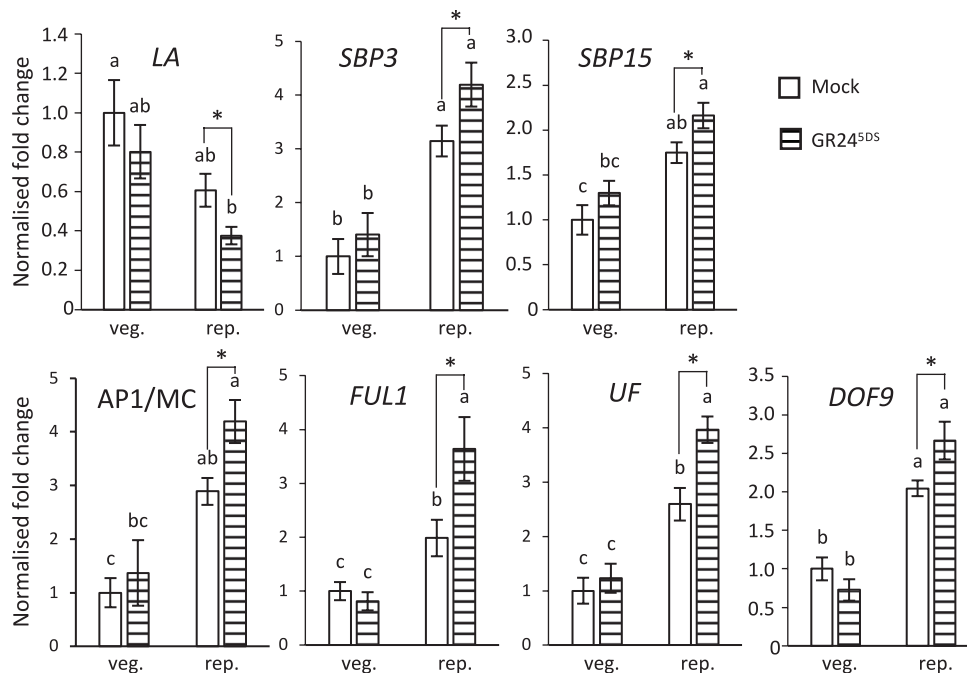 Normalised fold change
LA
1.4
1.2
1.0
0.8
0.6
0.4
0.2
0
a
ab
ab
b
*
veg.
rep.
SBP3
5
4
3
2
1
0
b
b
a
a
*
veg.
rep.
SBP15
3.0
2.5
2.0
1.5
1.0
0.5
0.0
c
bc
ab
a
*
veg.
rep.
Mock
GR24⁵ᴰˢ
Normalised fold change
AP1/MC
5
4
3
2
1
0
c
bc
ab
a
*
veg.
rep.
FUL1
5
4
3
2
1
0
c
c
b
a
*
veg.
rep.
UF
5
4
3
2
1
0
c
c
b
a
*
veg.
rep.
DOF9
3.5
3.0
2.5
2.0
1.5
1.0
0.5
0.0
b
b
a
a
*
veg.
rep.